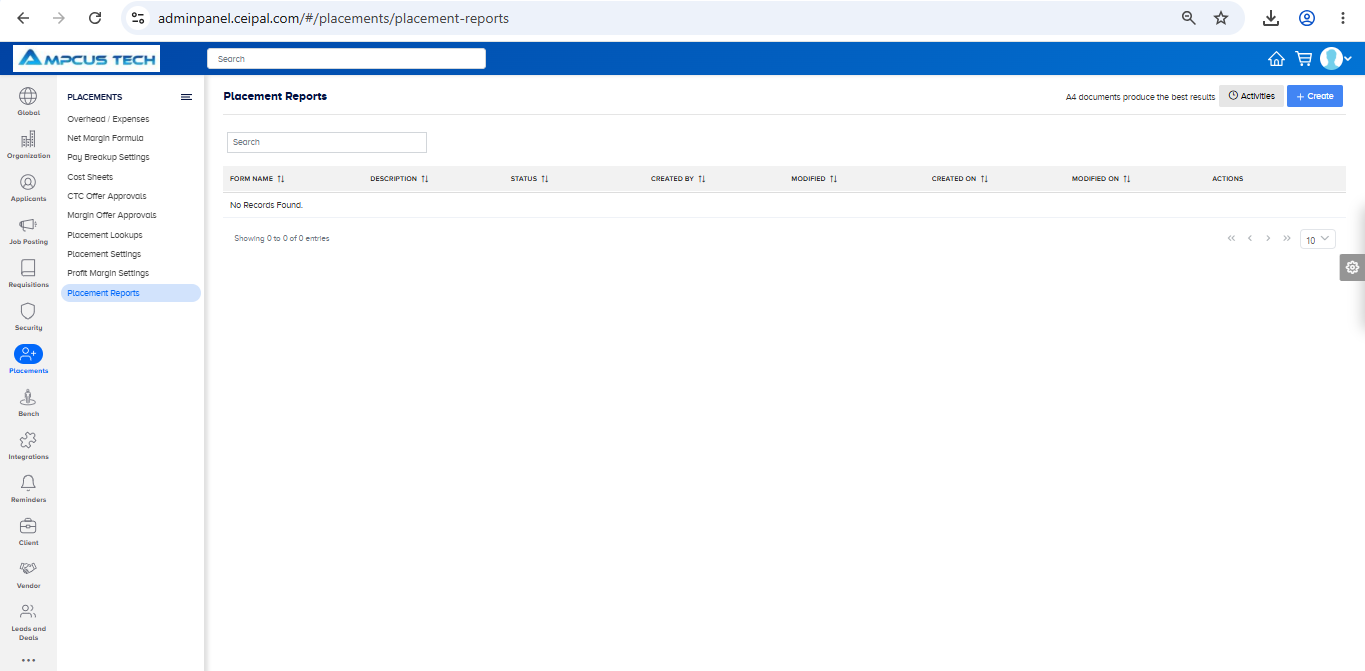 adminpanel.ceipal.com/#/placements/placement-reports
AMPCUS TECH
Search
Global
Organization
Applicants
Job Posting
Requisitions
Security
Placements
Bench
Integrations
Reminders
Client
Vendor
Leads and
Deals
PLACEMENTS
Overhead / Expenses
Net Margin Formula
Pay Breakup Settings
Cost Sheets
CTC Offer Approvals
Margin Offer Approvals
Placement Lookups
Placement Settings
Profit Margin Settings
Placement Reports
Placement Reports
A4 documents produce the best results
Activities
+ Create
Search
FORM NAME DESCRIPTION STATUS CREATED BY MODIFIED CREATED ON MODIFIED ON ACTIONS
No Records Found.
Showing 0 to 0 of 0 entries
10